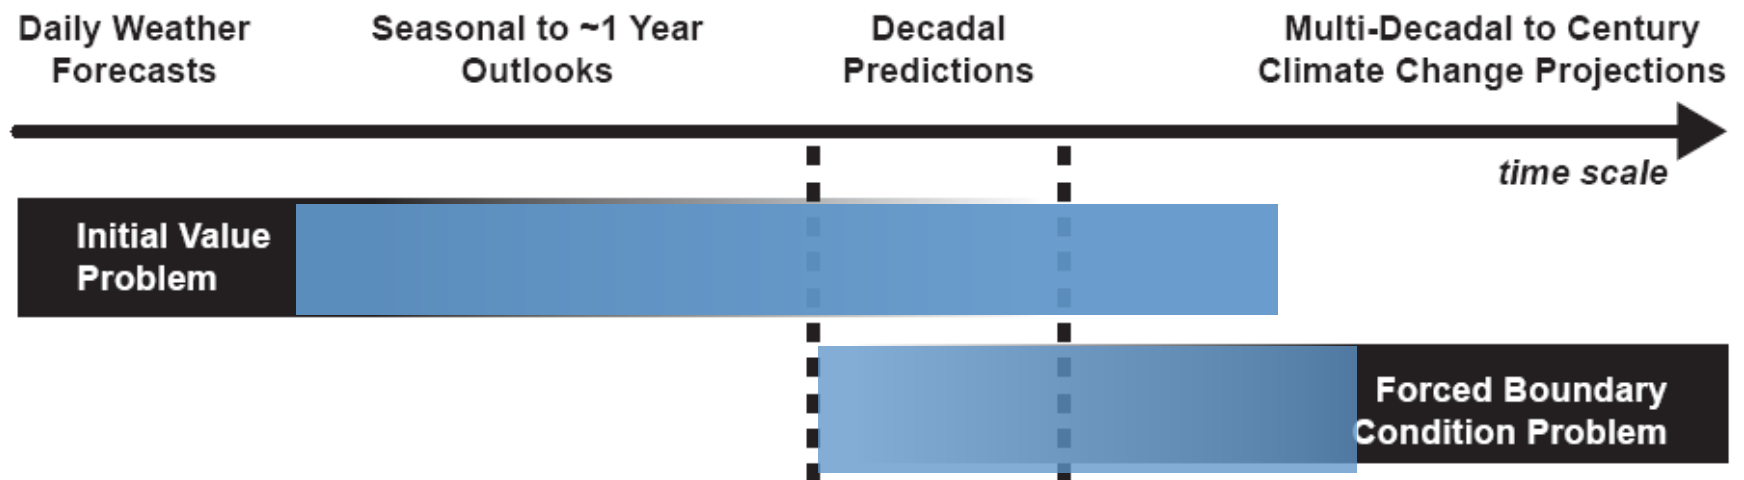 Daily Weather
Forecasts
Seasonal to ~1 Year
Outlooks
Decadal
Predictions
Multi-Decadal to Century
Climate Change Projections
time scale
Initial Value
Problem
Forced Boundary
Condition Problem